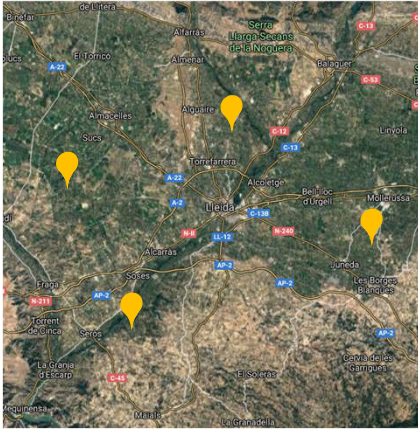 de Llitera
Binéfar
Alfarràs
Serra
Llarga Secans
de la Noguera
C-13
El Torricó
Almenar
Balaguer
A-22
C-53
Almacelles
Alguaire
Sucs
C-12
Linyola
C-13
Torrefarrera
A-22
Alcoletge
Bell-lloc
d'Urgell
Mollerussa
A-2
Lleida
C-13B
N-II
LL-12
N-240
Alcarràs
AP-2
Juneda
Soses
Les Borges
Blanques
Fraga
AP-2
N-211
Torrent
de Cinca
Seròs
AP-2
La Granja
d'Escarp
Cervià de les
Garrigues
C-45
El Soleràs
Mequinensa
Maials
La Granadella